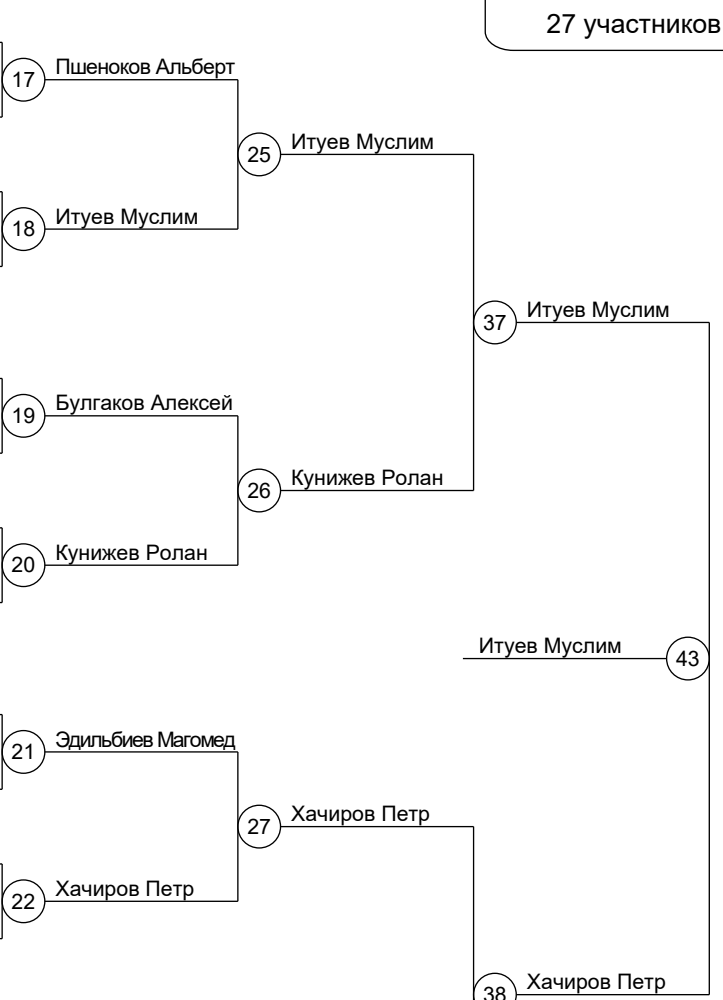 27 участников
17 Пшеноков Альберт
25 Итуев Муслим
18 Итуев Муслим
37 Итуев Муслим
19 Булгаков Алексей
26 Кунижев Ролан
20 Кунижев Ролан
Итуев Муслим 43
21 Эдильбиев Магомед
27 Хачиров Петр
22 Хачиров Петр
38 Хачиров Петр